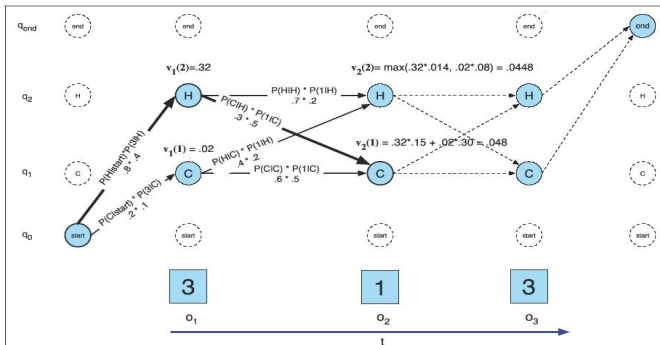 q_end end end end end end
v₁(2)=.32 v₂(2)= max(.32*.014, .02*.08) = .0448
q₂ H H P(H|H) * P(1|H) H H H
.7 * .2
P(C|H) * P(1|C)
.3 * .5
P(H|start)*P(3|H)
.8 * .4
v₁(1) = .02 v₂(1) = .32*.15 + .02*.30 = .048
P(H|C) * P(1|H)
.4 * .2
q₁ C C P(C|C) * P(1|C) C C C
.6 * .5
P(C|start) * P(3|C)
.2 * .1
q₀ start start start start start
3 1 3
o₁ o₂ o₃
t